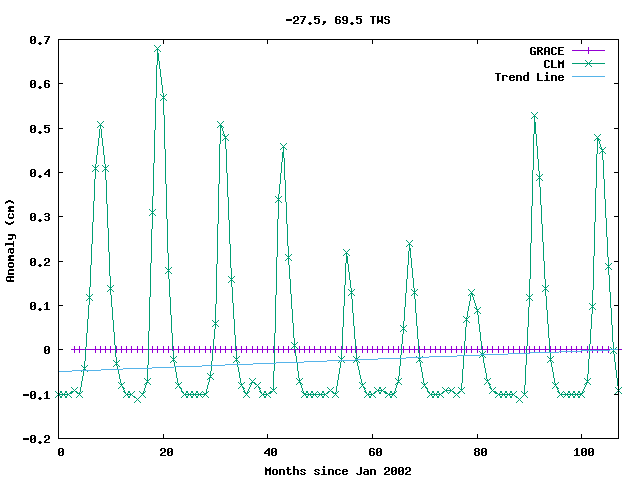 -27.5, 69.5 TWS
GRACE
CLM
Trend Line
0.7
0.6
0.5
0.4
0.3
0.2
0.1
0
-0.1
-0.2
Anomaly (cm)
0 20 40 60 80 100
Months since Jan 2002